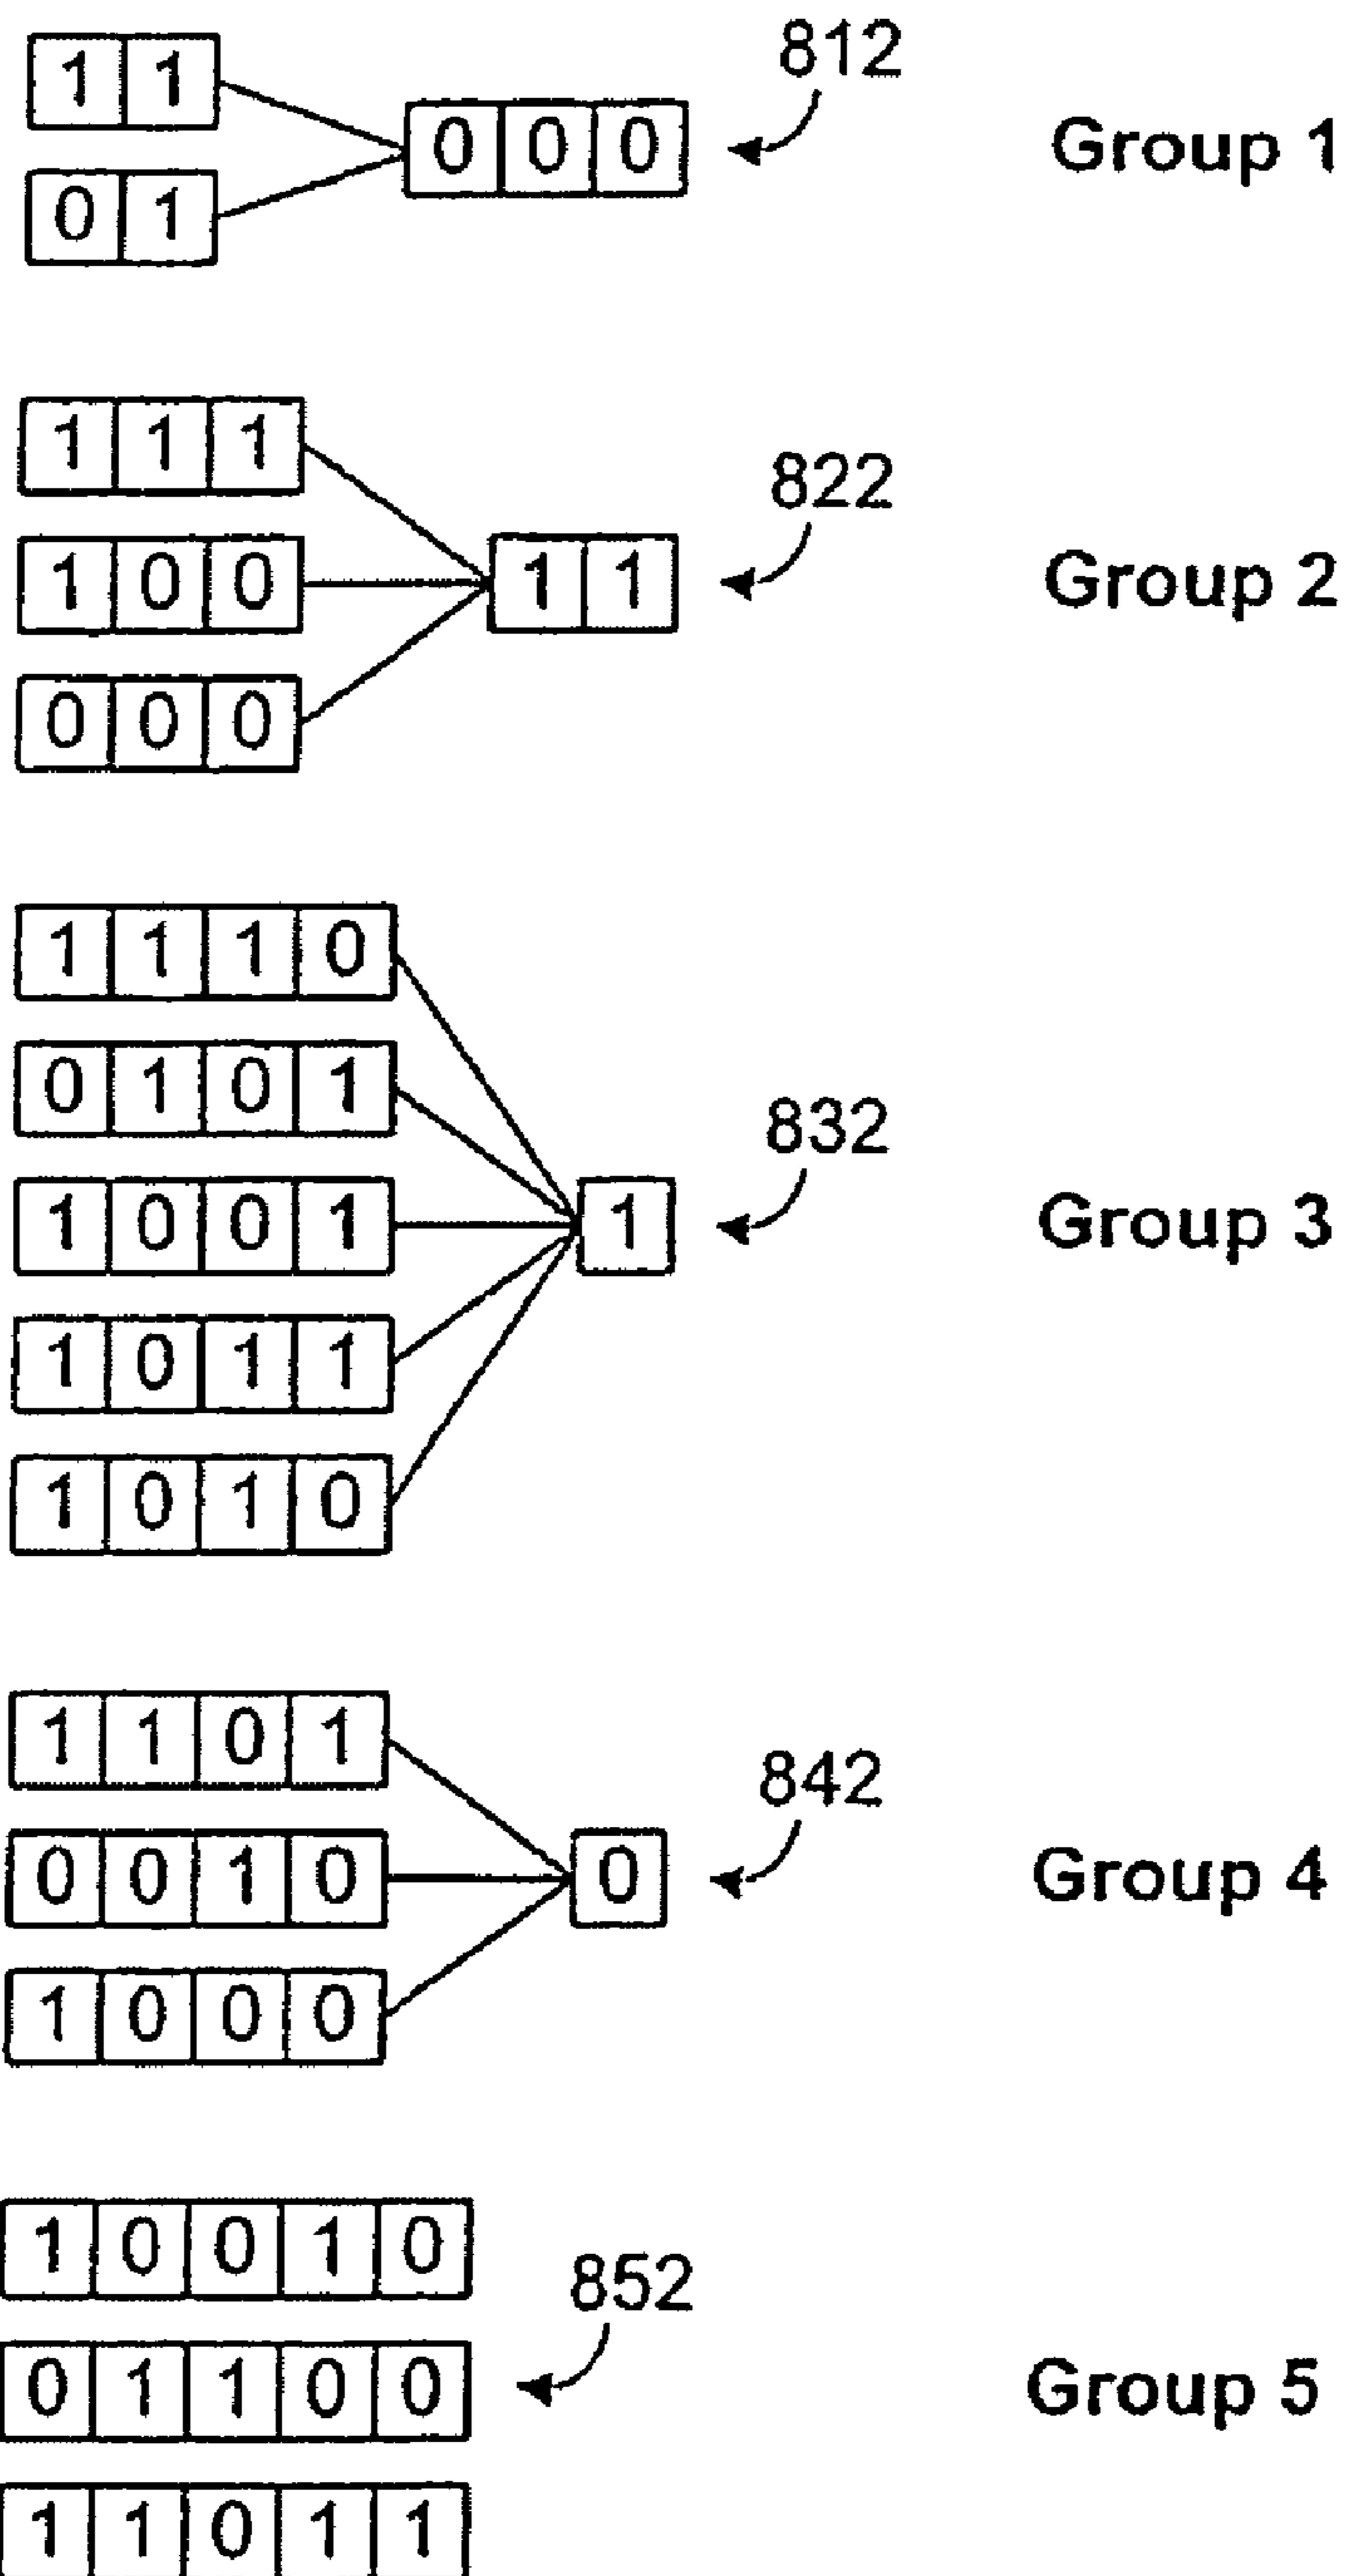 812
1 1
0 0 0
Group 1
0 1
1 1 1
822
1 0 0
1 1
Group 2
0 0 0
1 1 1 0
0 1 0 1
832
1 0 0 1
1
Group 3
1 0 1 1
1 0 1 0
1 1 0 1
842
0 0 1 0
0
Group 4
1 0 0 0
1 0 0 1 0
852
0 1 1 0 0
Group 5
1 1 0 1 1